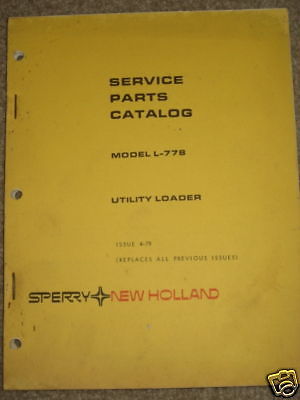 SERVICE
PARTS
CATALOG
MODEL L-778
UTILITY LOADER
ISSUE 4-79
(REPLACES ALL PREVIOUS ISSUES)
SPERRY NEW HOLLAND